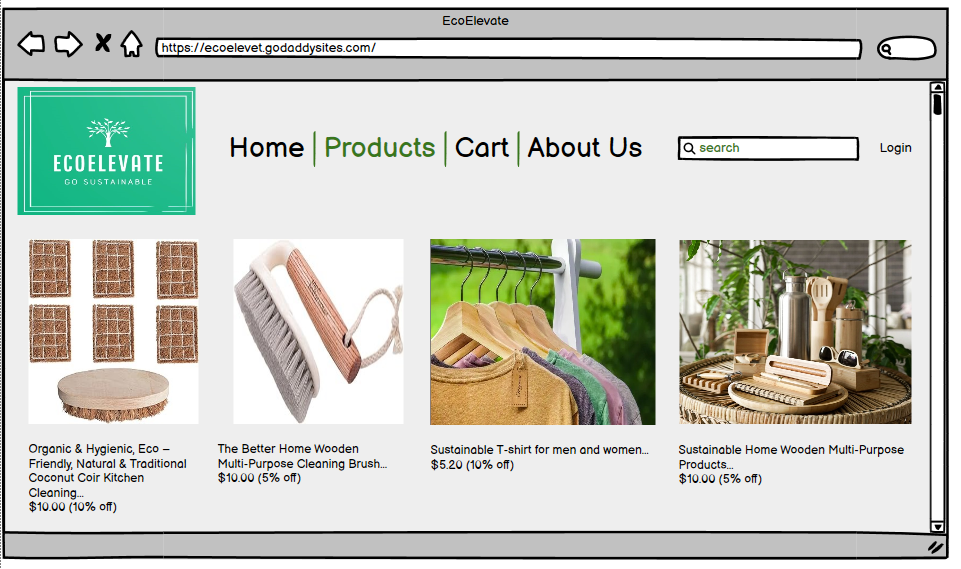 EcoElevate
https://ecoelevet.godaddysites.com/
ECOELEVATE
GO SUSTAINABLE
Home
Products
Cart
About Us
search
Login
Organic & Hygienic, Eco –
Friendly, Natural & Traditional
Coconut Coir Kitchen
Cleaning...
$10.00 (10% off)
The Better Home Wooden
Multi-Purpose Cleaning Brush...
$10.00 (5% off)
Sustainable T-shirt for men and women...
$5.20 (10% off)
Sustainable Home Wooden Multi-Purpose
Products...
$10.00 (5% off)